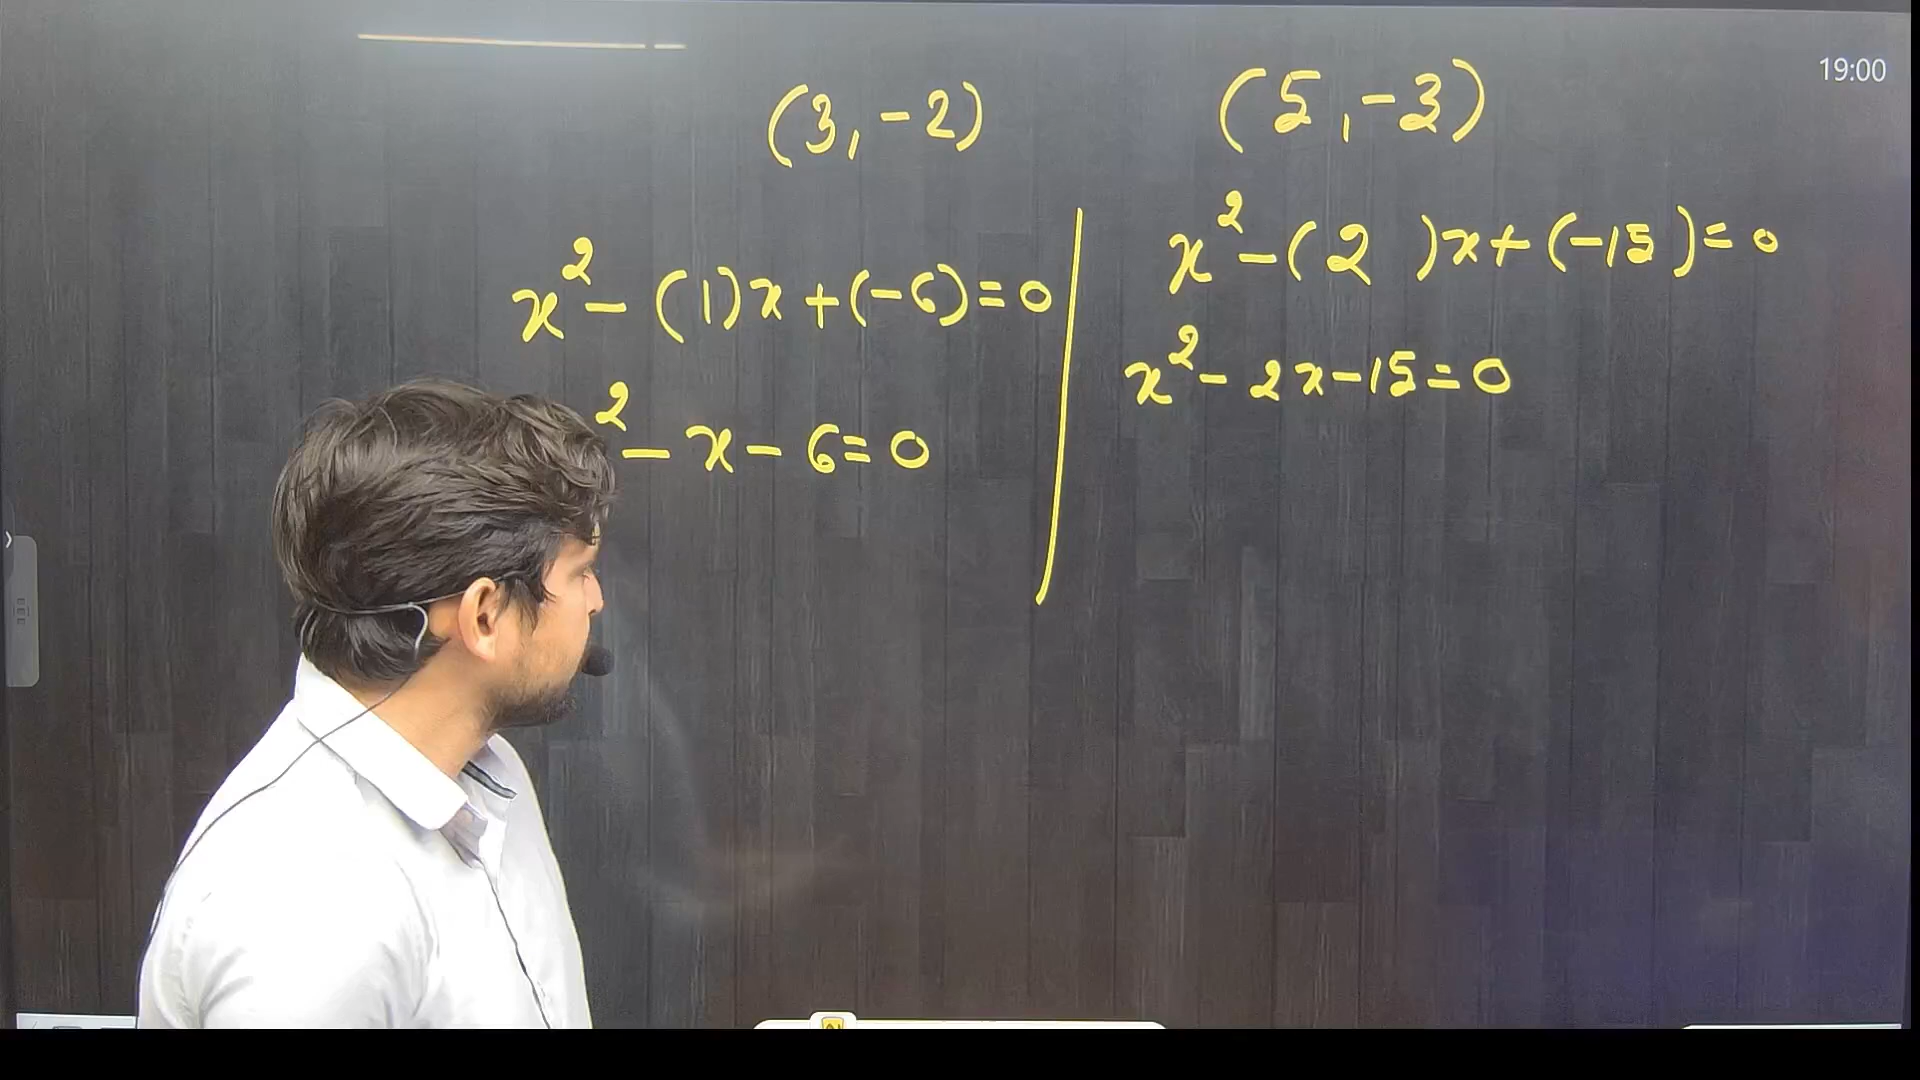 19:00
(3, -2)
x² - (1)x + (-6) = 0
² - x - 6 = 0
(5, -3)
x² - (2 )x + (-15) = 0
x² - 2x - 15 = 0